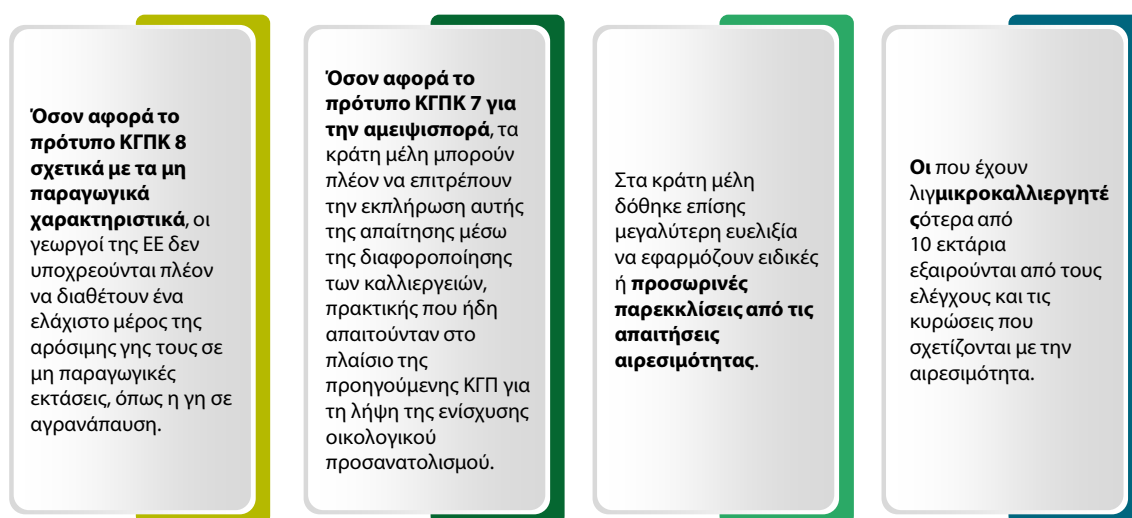 Όσον αφορά το
πρότυπο ΚΓΠΚ 8
σχετικά με τα μη
παραγωγικά
χαρακτηριστικά, οι
γεωργοί της ΕΕ δεν
υποχρεούνται πλέον
να διαθέτουν ένα
ελάχιστο μέρος της
αρόσιμης γης τους σε
μη παραγωγικές
εκτάσεις, όπως η γη σε
αγρανάπαυση.
Όσον αφορά το
πρότυπο ΚΓΠΚ 7 για
την αμειψισπορά, τα
κράτη μέλη μπορούν
πλέον να επιτρέπουν
την εκπλήρωση αυτής
της απαίτησης μέσω
της διαφοροποίησης
των καλλιεργειών,
πρακτικής που ήδη
απαιτούνταν στο
πλαίσιο της
προηγούμενης ΚΓΠ για
τη λήψη της ενίσχυσης
οικολογικού
προσανατολισμού.
Στα κράτη μέλη
δόθηκε επίσης
μεγαλύτερη ευελιξία
να εφαρμόζουν ειδικές
ή προσωρινές
παρεκκλίσεις από τις
απαιτήσεις
αιρεσιμότητας.
Οι που έχουν
λιγμικροκαλλιεργητέ
ςότερα από
10 εκτάρια
εξαιρούνται από τους
ελέγχους και τις
κυρώσεις που
σχετίζονται με την
αιρεσιμότητα.